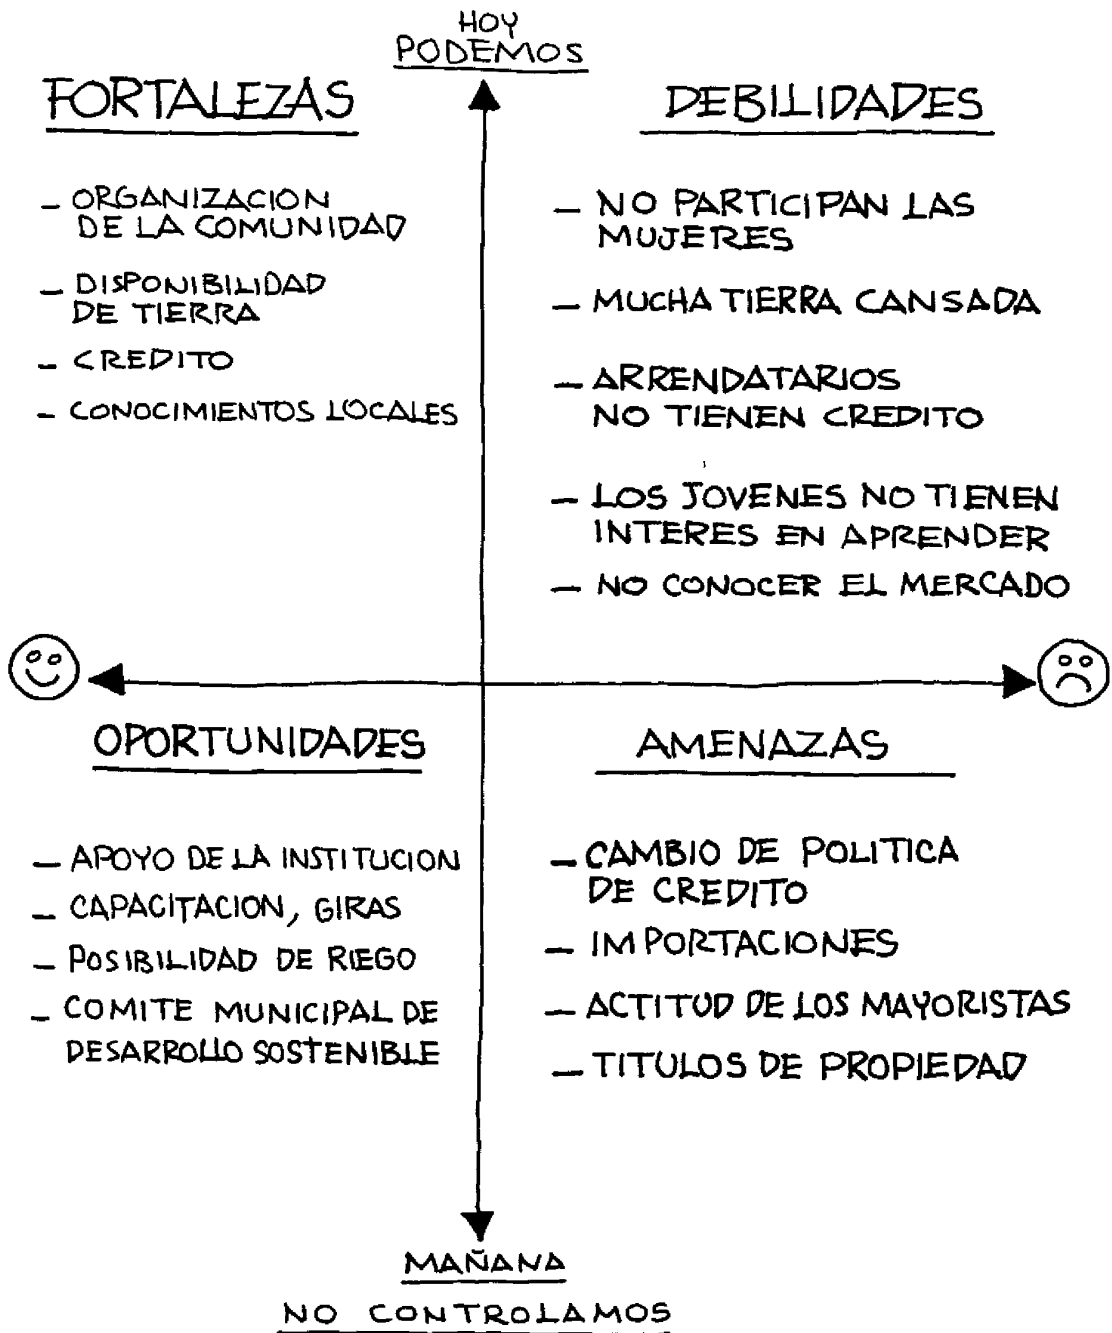 HOY
PODEMOS
FORTALEZAS
– ORGANIZACION
DE LA COMUNIDAD
– DISPONIBILIDAD
DE TIERRA
– CREDITO
– CONOCIMIENTOS LOCALES
DEBILIDADES
– NO PARTICIPAN LAS
MUJERES
– MUCHA TIERRA CANSADA
– ARRENDATARIOS
NO TIENEN CREDITO
– LOS JOVENES NO TIENEN
INTERES EN APRENDER
– NO CONOCER EL MERCADO
OPORTUNIDADES
– APOYO DE LA INSTITUCION
– CAPACITACION, GIRAS
– POSIBILIDAD DE RIEGO
– COMITE MUNICIPAL DE
DESARROLLO SOSTENIBLE
AMENAZAS
– CAMBIO DE POLITICA
DE CREDITO
– IMPORTACIONES
– ACTITUD DE LOS MAYORISTAS
– TITULOS DE PROPIEDAD
MAÑANA
NO CONTROLAMOS